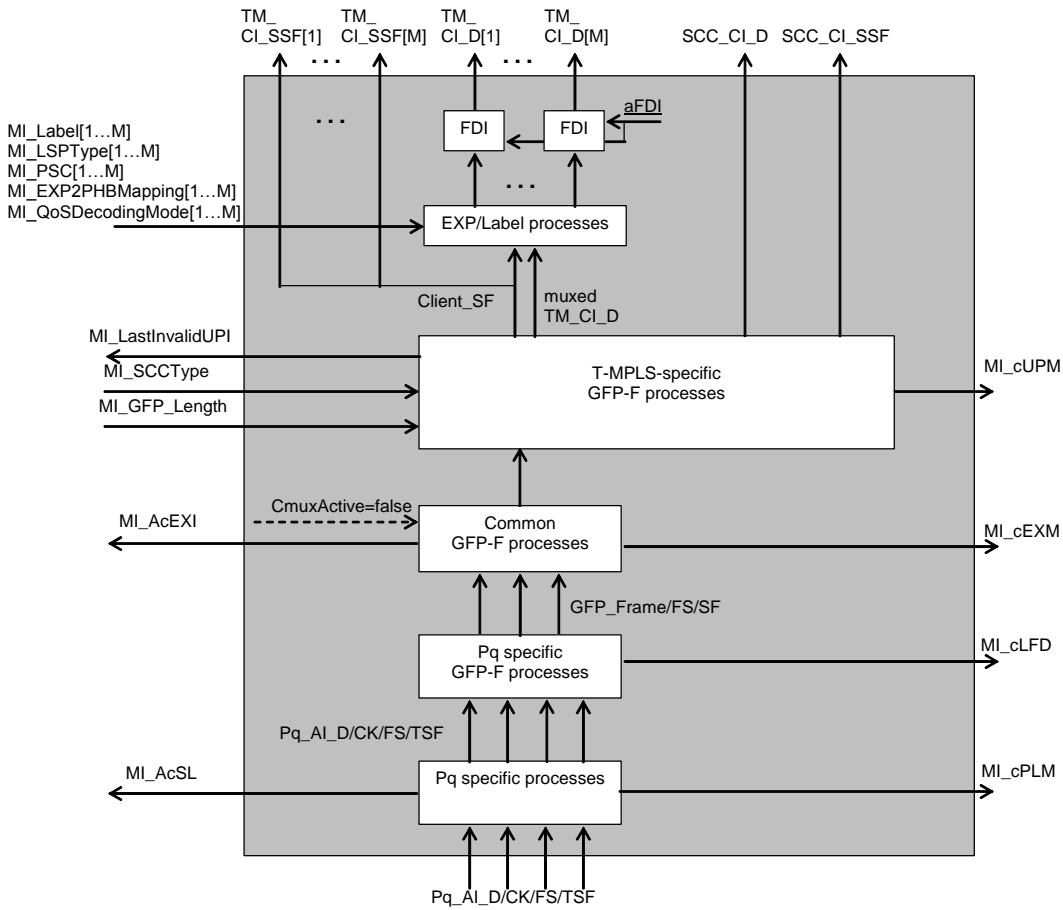 TM_
CI_SSF[1]
TM_
CI_SSF[M]
TM_
CI_D[1]
TM_
CI_D[M]
SCC_CI_D
SCC_CI_SSF
. . .
. . .
. . .
FDI
FDI
aFDI
MI_Label[1…M]
MI_LSPType[1…M]
MI_PSC[1…M]
MI_EXP2PHBMapping[1…M]
MI_QoSDecodingMode[1…M]
. . .
EXP/Label processes
Client_SF
muxed
TM_CI_D
MI_LastInvalidUPI
MI_SCCType
MI_GFP_Length
T-MPLS-specific
GFP-F processes
MI_cUPM
CmuxActive=false
MI_AcEXI
Common
GFP-F processes
MI_cEXM
GFP_Frame/FS/SF
Pq specific
GFP-F processes
MI_cLFD
Pq_AI_D/CK/FS/TSF
MI_AcSL
Pq specific processes
MI_cPLM
Pq_AI_D/CK/FS/TSF